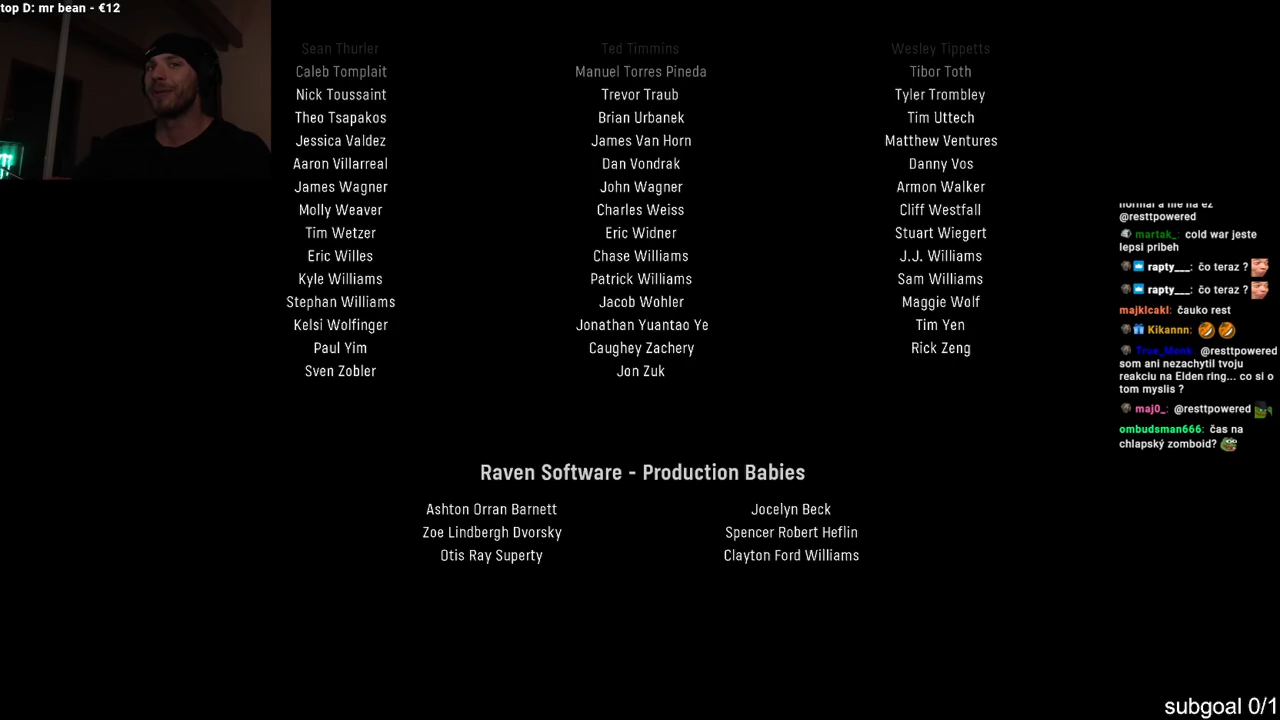 top D: mr bean - €12
Sean Thurler
Ted Timmins
Wesley Tippetts
Caleb Tomplait
Manuel Torres Pineda
Tibor Toth
Nick Toussaint
Trevor Traub
Tyler Trombley
Theo Tsapakos
Brian Urbanek
Tim Uttech
Jessica Valdez
James Van Horn
Matthew Ventures
Aaron Villarreal
Dan Vondrak
Danny Vos
James Wagner
John Wagner
Armon Walker
Molly Weaver
Charles Weiss
Cliff Westfall
Tim Wetzer
Eric Widner
Stuart Wiegert
Eric Willes
Chase Williams
J.J. Williams
Kyle Williams
Patrick Williams
Sam Williams
Stephan Williams
Jacob Wohler
Maggie Wolf
Kelsi Wolfinger
Jonathan Yuantao Ye
Tim Yen
Paul Yim
Caughey Zachery
Rick Zeng
Sven Zobler
Jon Zuk
Raven Software - Production Babies
Ashton Orran Barnett
Jocelyn Beck
Zoe Lindbergh Dvorsky
Spencer Robert Heflin
Otis Ray Superty
Clayton Ford Williams
normal a nie na ez
@resttpowered
martak_: cold war jeste
lepsi pribeh
rapty___: čo teraz ?
rapty___: čo teraz ?
majklcakl: čauko rest
Kikannn:
True_Monk: @resttpowered
som ani nezachytil tvoju
reakciu na Elden ring... co si o
tom myslis ?
maj0_: @resttpowered
ombudsman666: čas na
chlapský zomboid?
subgoal 0/1